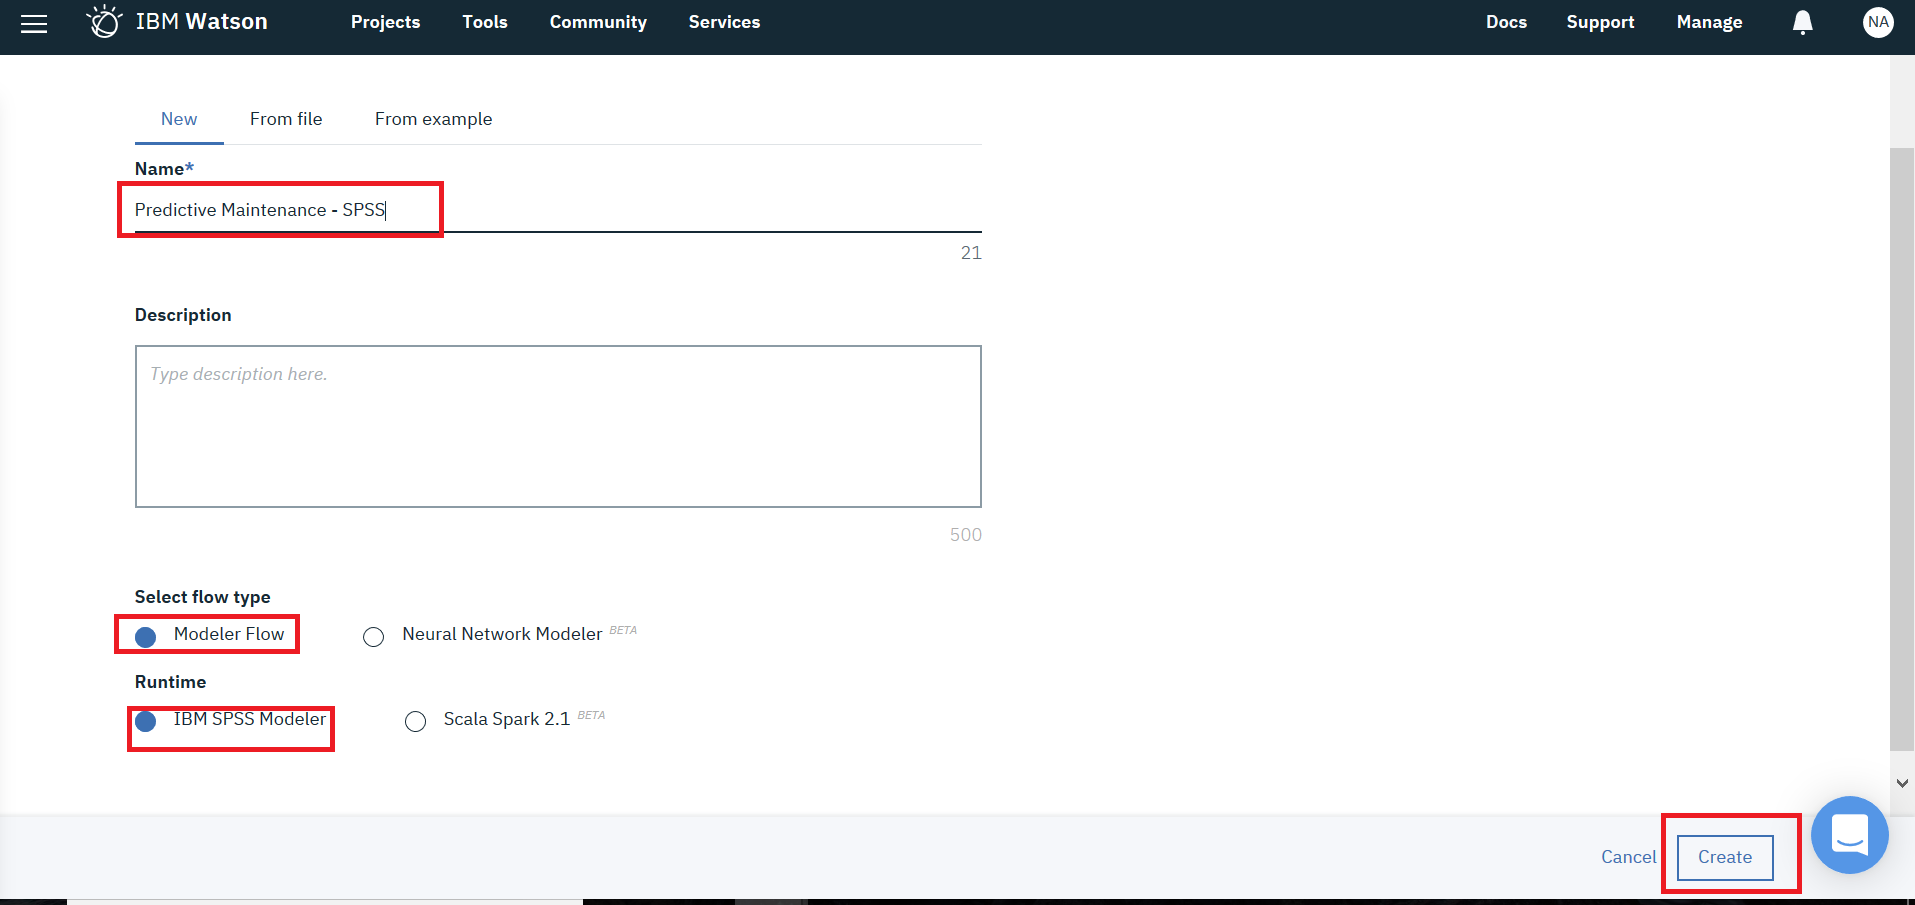 IBM Watson Projects Tools Community Services Docs Support Manage NA
New From file From example
Name*
Predictive Maintenance - SPSS
21
Description
Type description here.
500
Select flow type
Modeler Flow Neural Network Modeler BETA
Runtime
IBM SPSS Modeler Scala Spark 2.1 BETA
Cancel Create